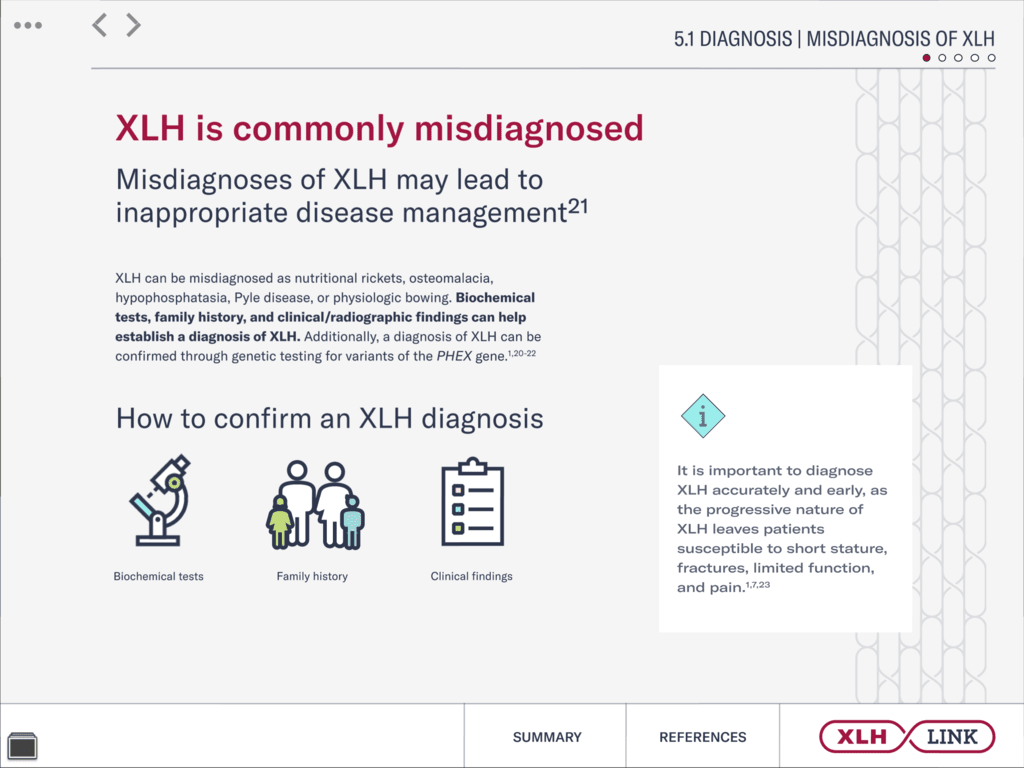 5.1 DIAGNOSIS | MISDIAGNOSIS OF XLH
XLH is commonly misdiagnosed
Misdiagnoses of XLH may lead to
inappropriate disease management21
XLH can be misdiagnosed as nutritional rickets, osteomalacia,
hypophosphatasia, Pyle disease, or physiologic bowing. Biochemical
tests, family history, and clinical/radiographic findings can help
establish a diagnosis of XLH. Additionally, a diagnosis of XLH can be
confirmed through genetic testing for variants of the PHEX gene.1,20-22
How to confirm an XLH diagnosis
Biochemical tests
Family history
Clinical findings
i
It is important to diagnose
XLH accurately and early, as
the progressive nature of
XLH leaves patients
susceptible to short stature,
fractures, limited function,
and pain.1,7,23
SUMMARY
REFERENCES
XLH LINK